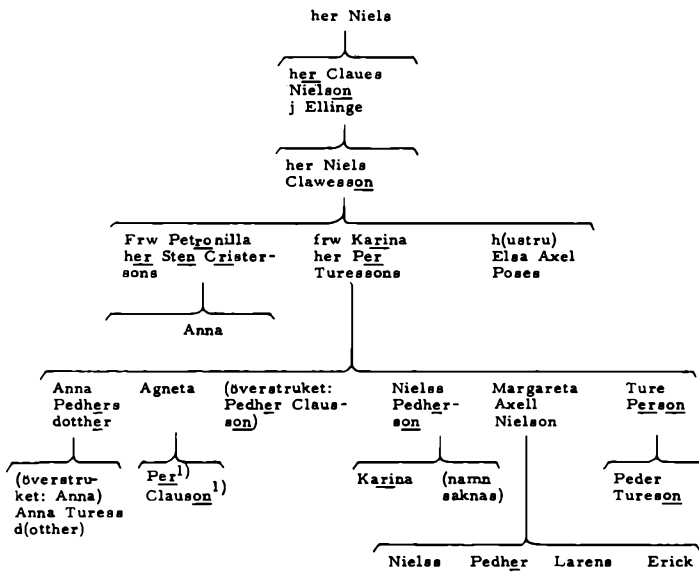 her Niels
her Claues
Nielson
j Ellinge
her Niels
Clawesson
Frw Petronilla
her Sten Crister-
sons
frw Karina
her Per
Turessons
h(ustru)
Elsa Axel
Poses
Anna
Anna
Pedhers
dotther
Agneta
(överstruket:
Pedher Claus-
son)
Nielss
Pedher-
son
Margareta
Axell
Nielson
Ture
Person
(överstru-
ket: Anna)
Anna Turess
d(otther)
Per1)
Clauson1)
Karina
(namn
saknas)
Peder
Tureson
Nielss Pedher Larens Erick